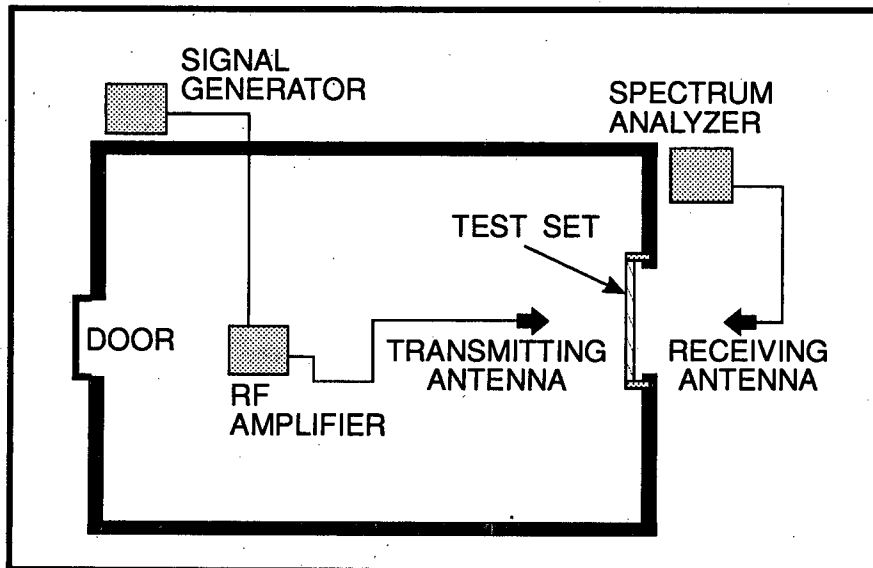 SIGNAL
GENERATOR
SPECTRUM
ANALYZER
TEST SET
DOOR
TRANSMITTING
ANTENNA
RECEIVING
ANTENNA
RF
AMPLIFIER